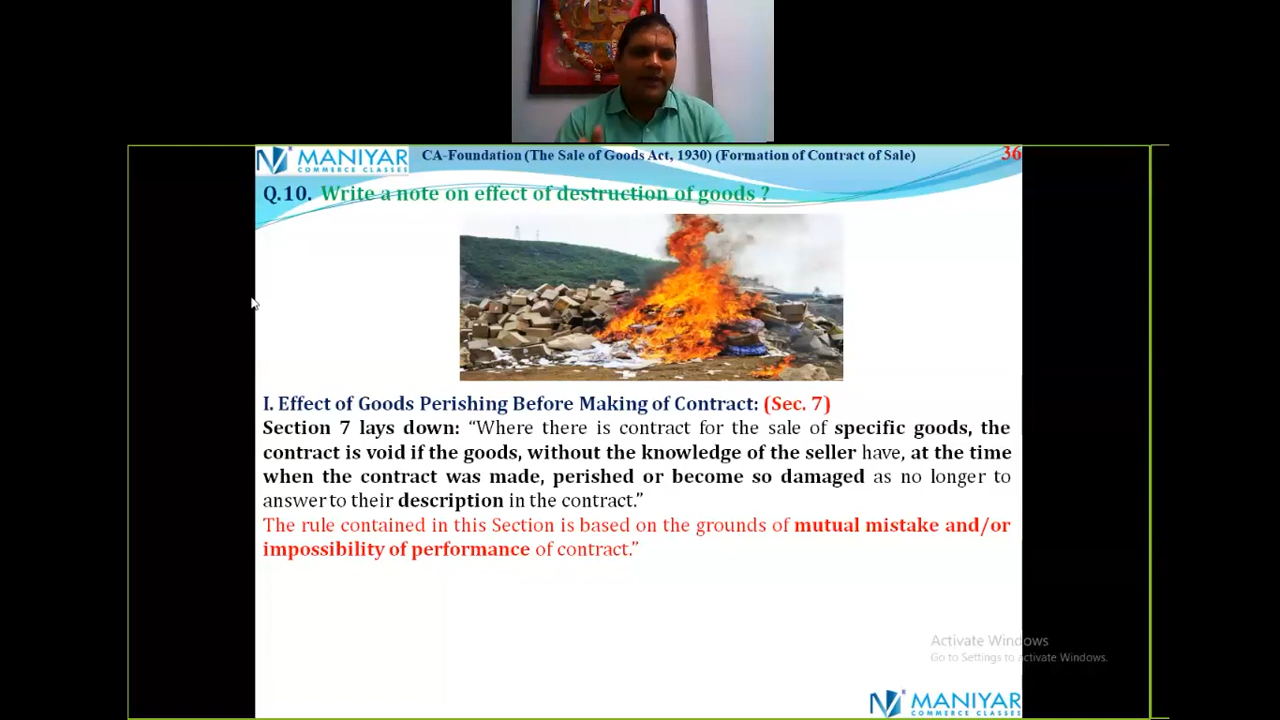 MANIYAR
COMMERCE CLASSES
CA-Foundation (The Sale of Goods Act, 1930) (Formation of Contract of Sale)
36
Q.10. Write a note on effect of destruction of goods ?
I. Effect of Goods Perishing Before Making of Contract: (Sec. 7)
Section 7 lays down: “Where there is contract for the sale of specific goods, the
contract is void if the goods, without the knowledge of the seller have, at the time
when the contract was made, perished or become so damaged as no longer to
answer to their description in the contract.”
The rule contained in this Section is based on the grounds of mutual mistake and/or
impossibility of performance of contract.”
Activate Windows
Go to Settings to activate Windows.
MANIYAR
COMMERCE CLASSES